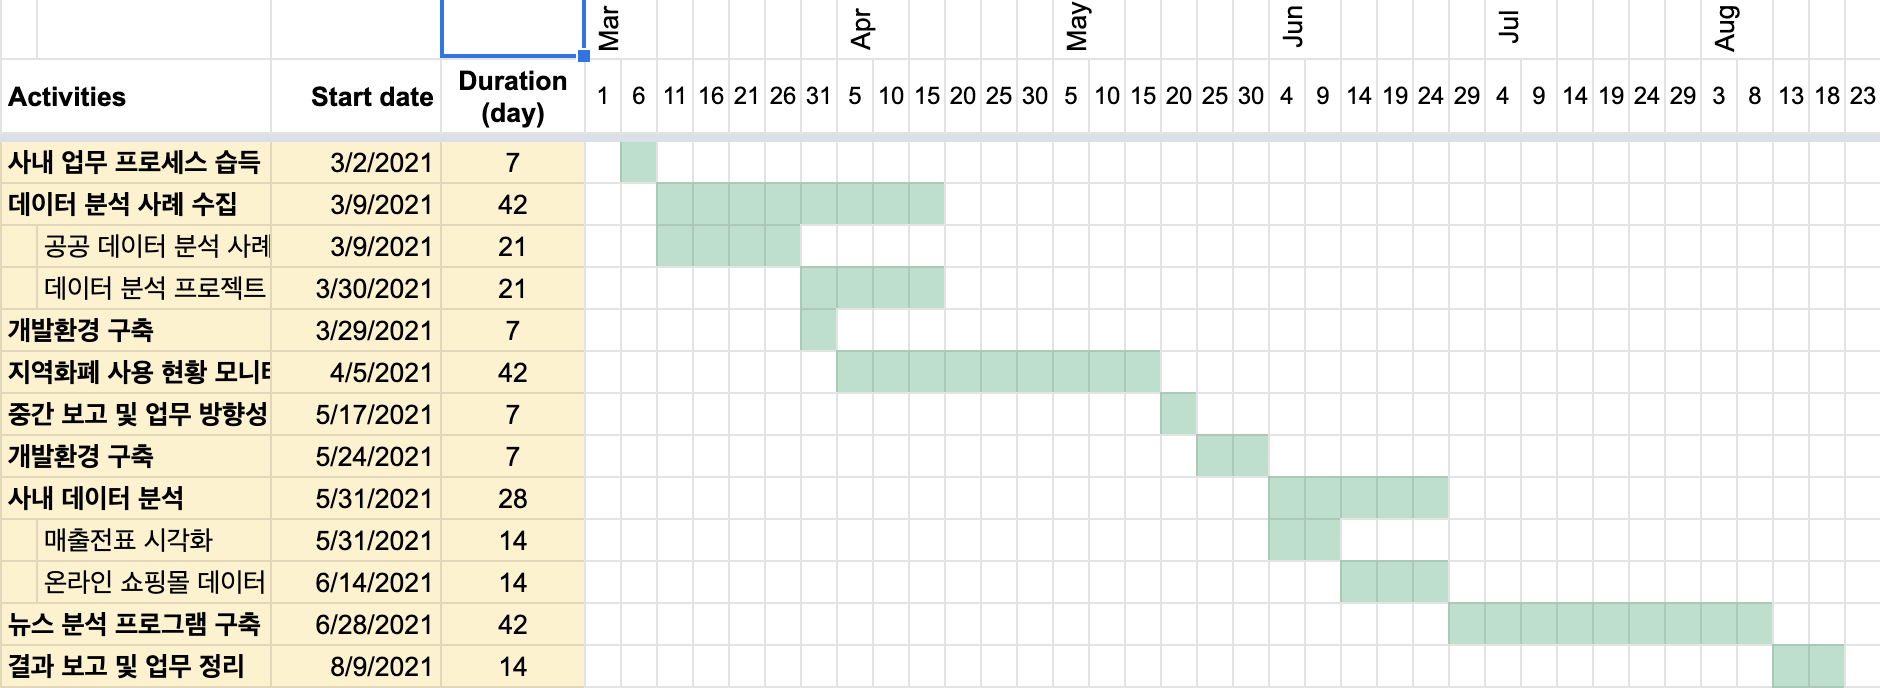 Mar Apr May Jun Jul Aug
Activities Start date Duration (day) 1 6 11 16 21 26 31 5 10 15 20 25 30 5 10 15 20 25 30 4 9 14 19 24 29 4 9 14 19 24 29 3 8 13 18 23
사내 업무 프로세스 습득 3/2/2021 7
데이터 분석 사례 수집 3/9/2021 42
공공 데이터 분석 사례 3/9/2021 21
데이터 분석 프로젝트 3/30/2021 21
개발환경 구축 3/29/2021 7
지역화폐 사용 현황 모니터 4/5/2021 42
중간 보고 및 업무 방향성 5/17/2021 7
개발환경 구축 5/24/2021 7
사내 데이터 분석 5/31/2021 28
매출전표 시각화 5/31/2021 14
온라인 쇼핑몰 데이터 6/14/2021 14
뉴스 분석 프로그램 구축 6/28/2021 42
결과 보고 및 업무 정리 8/9/2021 14